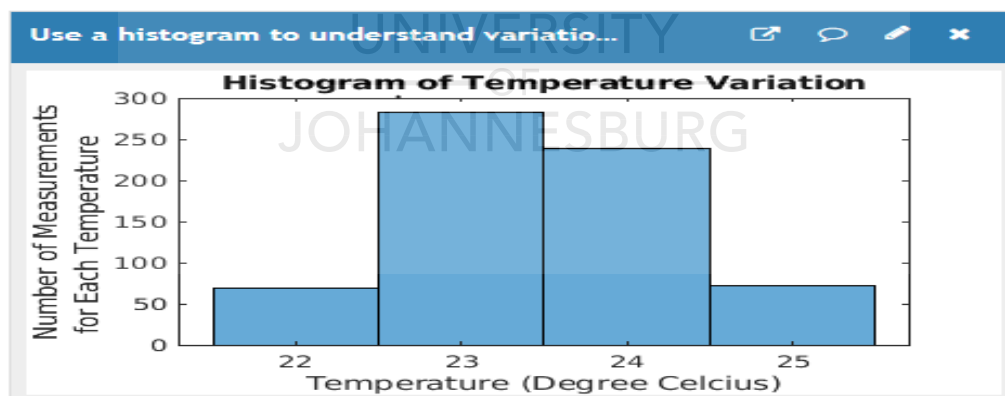 Use a histogram to understand variatio...
UNIVERSITY
OF
JOHANNESBURG
Histogram of Temperature Variation
Number of Measurements
for Each Temperature
300
250
200
150
100
50
0
22 23 24 25
Temperature (Degree Celcius)